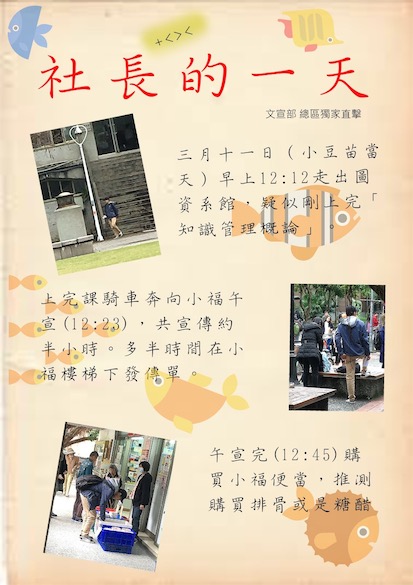 +<><
社長的一天
文宣部 總區獨家直擊
三月十一日（小豆苗當
天）早上12:12走出圖
資系館，疑似剛上完「
知識管理概論」。
上完課騎車奔向小福午
宣(12:23)，共宣傳約
半小時。多半時間在小
福樓梯下發傳單。
午宣完(12:45)購
買小福便當，推測
購買排骨或是糖醋